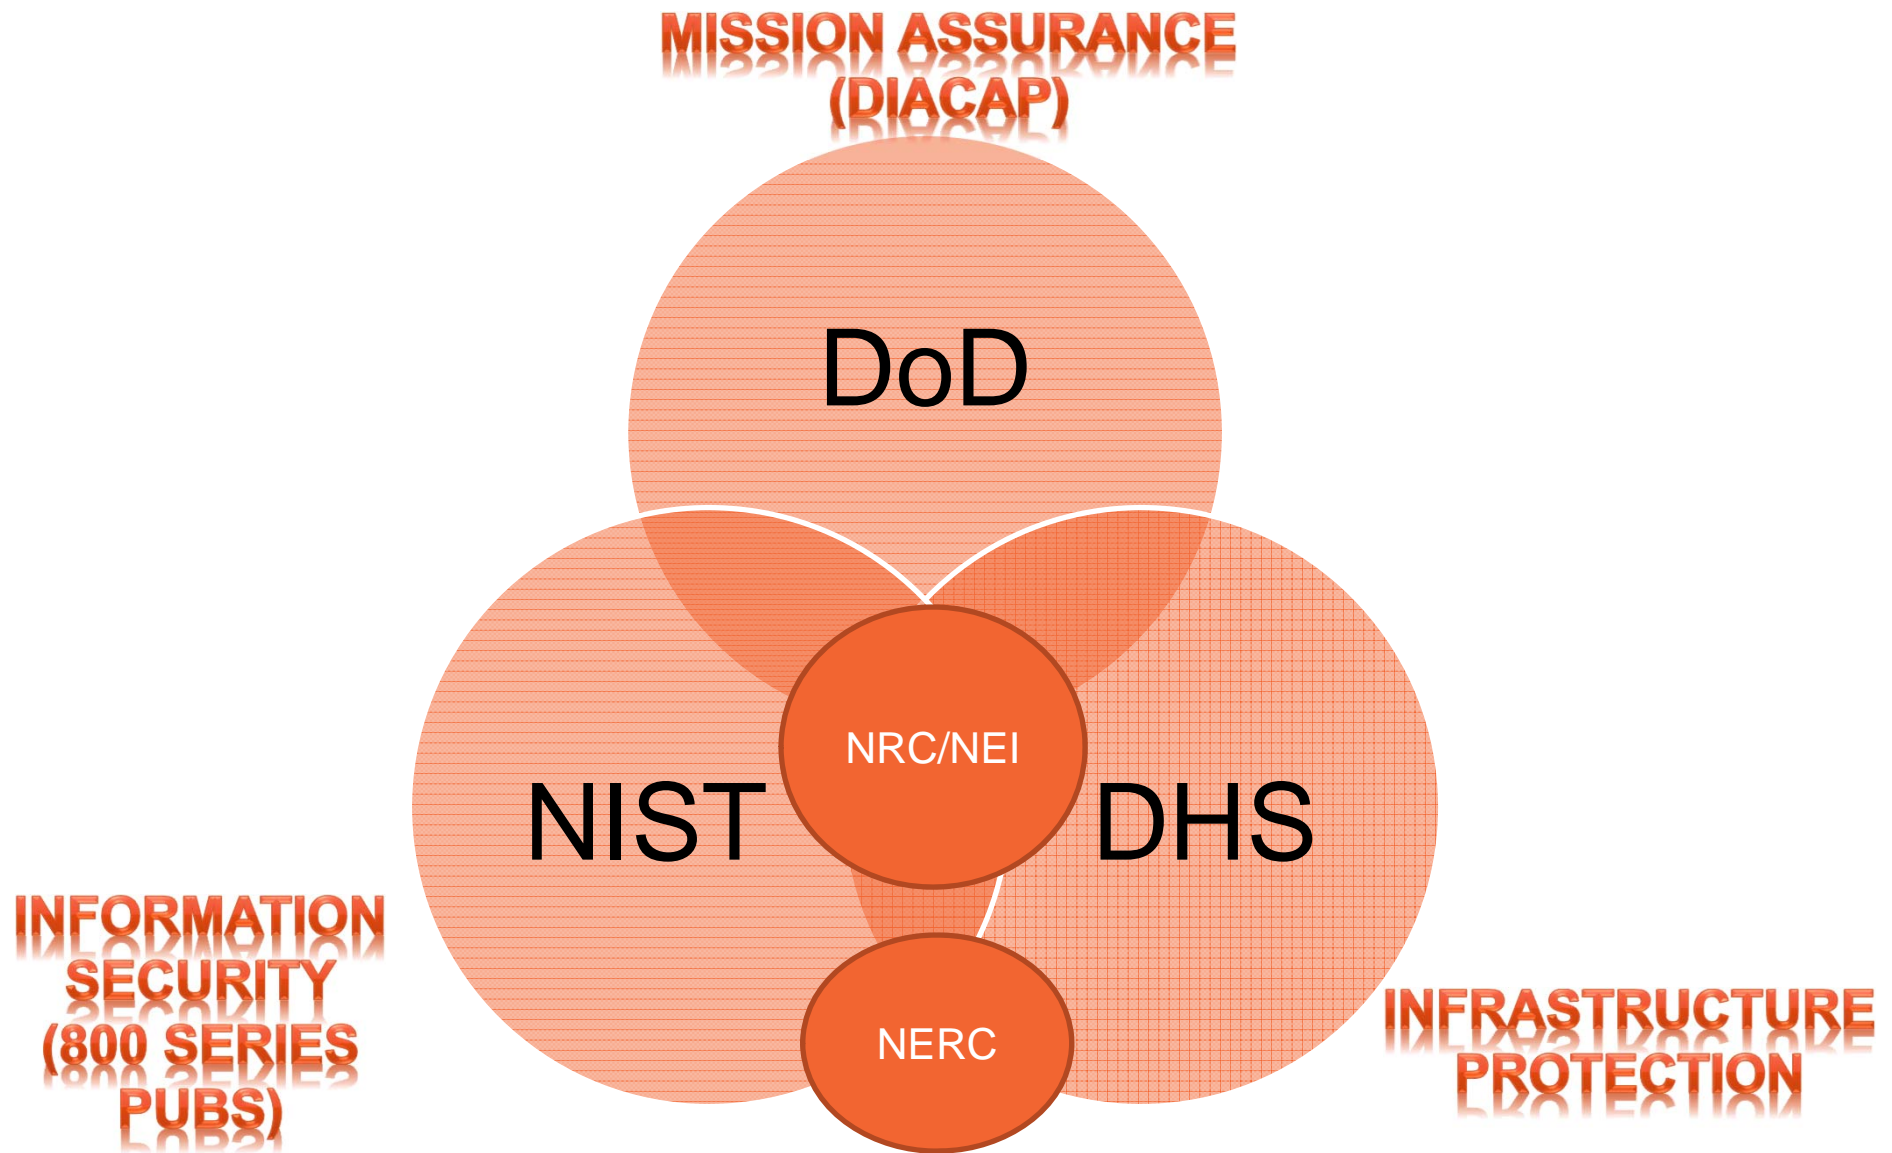 MISSION ASSURANCE
(DIACAP)
DoD
NRC/NEI
NIST
DHS
INFORMATION
SECURITY
(800 SERIES
PUBS)
NERC
INFRASTRUCTURE
PROTECTION